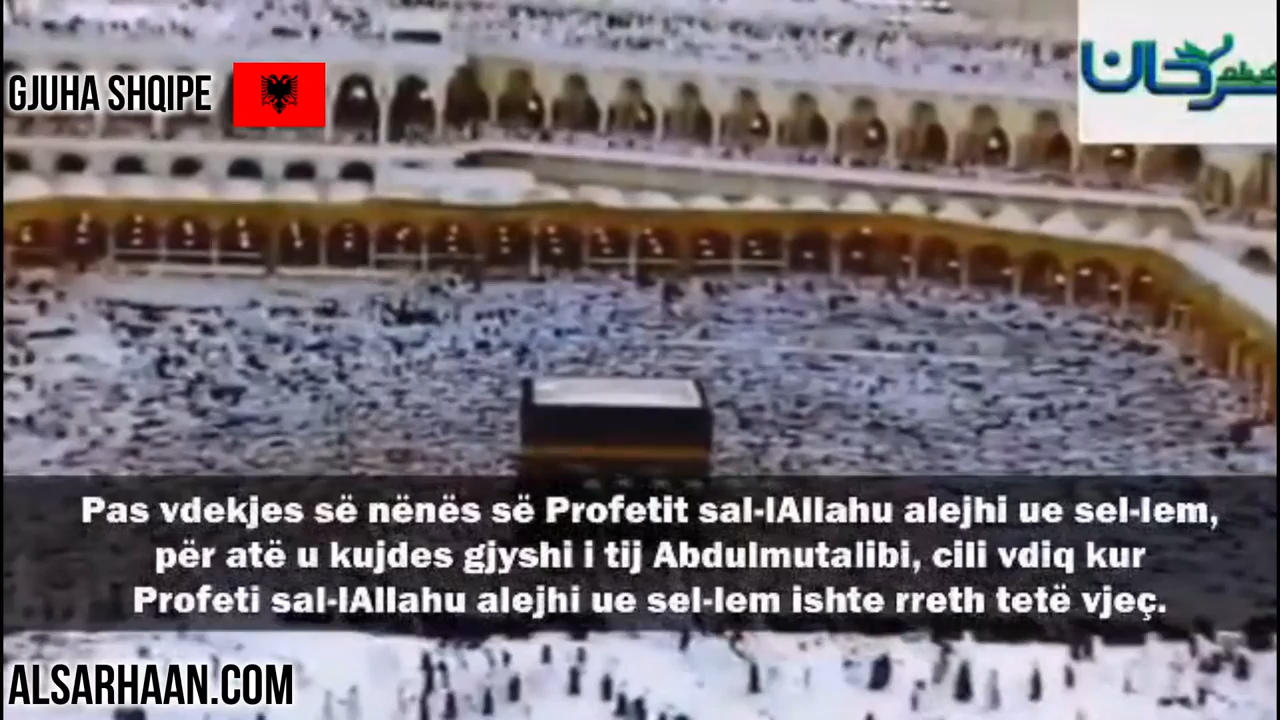 GJUHA SHQIPE
سرحان
Pas vdekjes së nënës së Profetit sal-lAllahu alejhi ue sel-lem,
për atë u kujdes gjyshi i tij Abdulmutalibi, cili vdiq kur
Profeti sal-lAllahu alejhi ue sel-lem ishte rreth tetë vjeç.
ALSARHAAN.COM